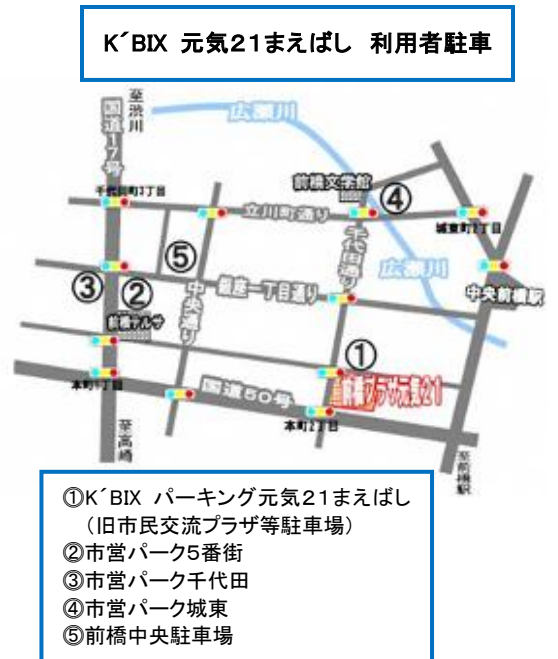 K´BIX 元気21まえばし 利用者駐車
至渋川
国道17号
広瀬川
千代田町3丁目
前橋文学館
④
立川町通り
城東町2丁目
千代田通り
⑤
広瀬川
③
②
中央通り
銀座一丁目通り
中央前橋駅
前橋テルサ
①
前橋プラザ元気21
本町1丁目
国道50号
本町2丁目
至高崎
至前橋駅
①K´BIX パーキング元気21まえばし
(旧市民交流プラザ等駐車場)
②市営パーク5番街
③市営パーク千代田
④市営パーク城東
⑤前橋中央駐車場